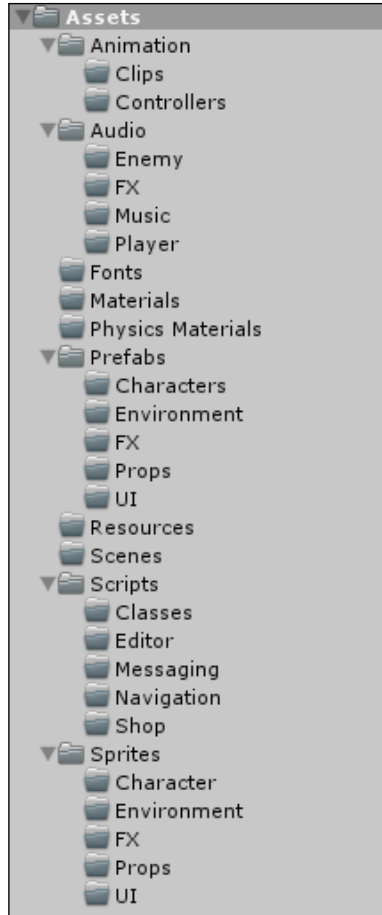 Assets
Animation
Clips
Controllers
Audio
Enemy
FX
Music
Player
Fonts
Materials
Physics Materials
Prefabs
Characters
Environment
FX
Props
UI
Resources
Scenes
Scripts
Classes
Editor
Messaging
Navigation
Shop
Sprites
Character
Environment
FX
Props
UI